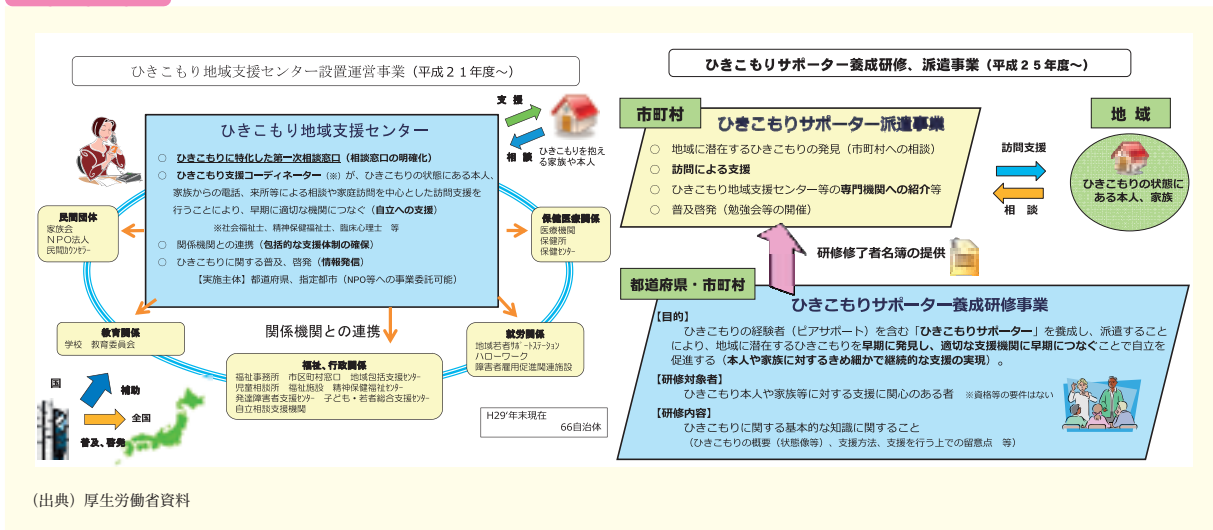 ひきこもり地域支援センター設置運営事業（平成２１年度～）
支 援
相 談
ひきこもりを抱え
る家族や本人
ひきこもり地域支援センター
○ ひきこもりに特化した第一次相談窓口（相談窓口の明確化）
○ ひきこもり支援コーディネーター（※）が、ひきこもりの状態にある本人、
家族からの電話、来所等による相談や家庭訪問を中心とした訪問支援を
行うことにより、早期に適切な機関につなぐ（自立への支援）
※社会福祉士、精神保健福祉士、臨床心理士 等
○ 関係機関との連携（包括的な支援体制の確保）
○ ひきこもりに関する普及、啓発（情報発信）
【実施主体】都道府県、指定都市（NPO等への事業委託可能）
民間団体
家族会
ＮＰＯ法人
民間ｶｳﾝｾﾗｰ
保健医療関係
医療機関
保健所
保健ｾﾝﾀｰ
教育関係
学校 教育委員会
関係機関との連携
就労関係
地域若者ｻﾎﾟｰﾄｽﾃｰｼｮﾝ
ハローワーク
障害者雇用促進関連施設
福祉、行政関係
福祉事務所 市区町村窓口 地域包括支援ｾﾝﾀｰ
児童相談所 福祉施設 精神保健福祉ｾﾝﾀｰ
発達障害者支援ｾﾝﾀｰ 子ども・若者総合支援ｾﾝﾀｰ
自立相談支援機関
国
補助
全国
普及、啓発
H29’年末現在
66自治体
ひきこもりサポーター養成研修、派遣事業（平成２５年度～）
市町村
ひきこもりサポーター派遣事業
○ 地域に潜在するひきこもりの発見（市町村への相談）
○ 訪問による支援
○ ひきこもり地域支援センター等の専門機関への紹介等
○ 普及啓発（勉強会等の開催）
訪問支援
相 談
地 域
ひきこもりの状態に
ある本人、家族
研修修了者名簿の提供
都道府県・市町村
ひきこもりサポーター養成研修事業
【目的】
ひきこもりの経験者（ピアサポート）を含む「ひきこもりサポーター」を養成し、派遣すること
により、地域に潜在するひきこもりを早期に発見し、適切な支援機関に早期につなぐことで自立を
促進する（本人や家族に対するきめ細かで継続的な支援の実現）。
【研修対象者】
ひきこもり本人や家族等に対する支援に関心のある者 ※資格等の要件はない
【研修内容】
ひきこもりに関する基本的な知識に関すること
（ひきこもりの概要（状態像等）、支援方法、支援を行う上での留意点 等）
（出典）厚生労働省資料